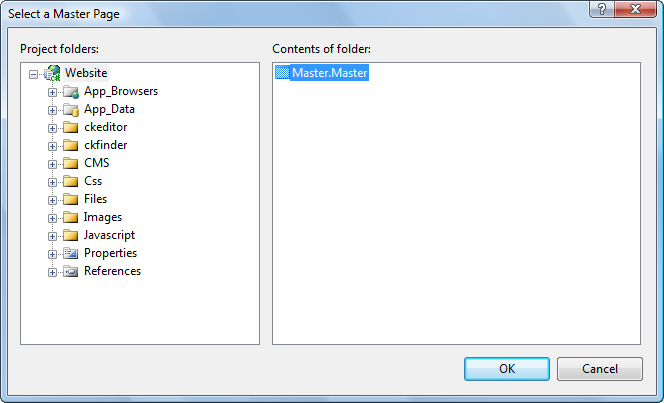 Select a Master Page
Project folders:
Website
App_Browsers
App_Data
ckeditor
ckfinder
CMS
Css
Files
Images
Javascript
Properties
References
Contents of folder:
Master.Master
OK
Cancel